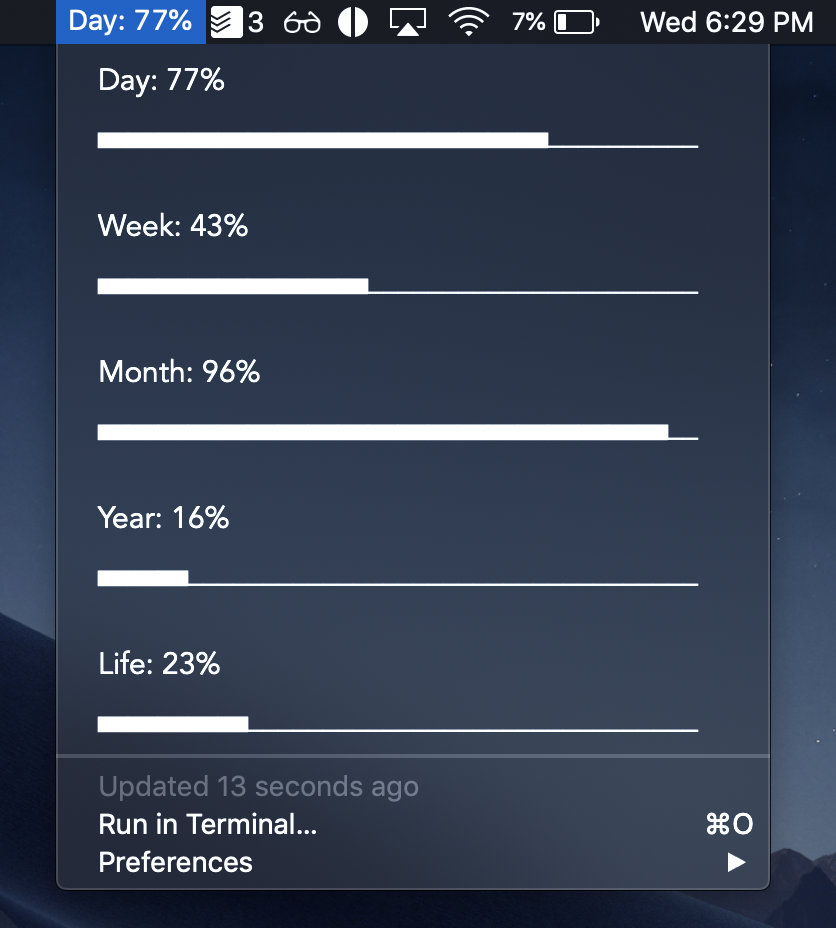 Day: 77% 3 7% Wed 6:29 PM
Day: 77%
Week: 43%
Month: 96%
Year: 16%
Life: 23%
Updated 13 seconds ago
Run in Terminal... ⌘O
Preferences